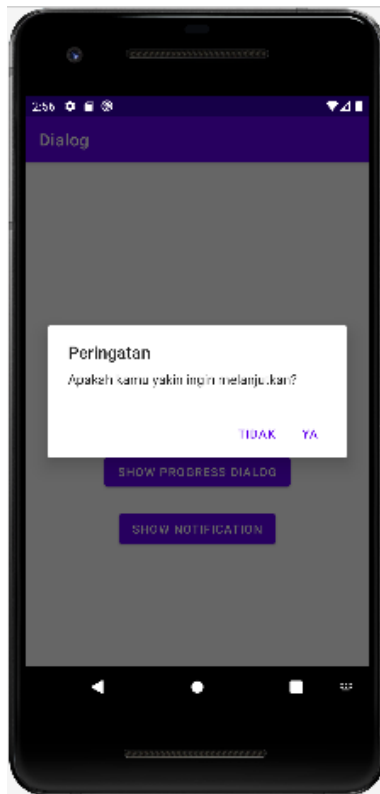 2:56
Dialog
Peringatan
Apakah kamu yakin ingin melanjutkan?
TIDAK YA
SHOW PROGRESS DIALOG
SHOW NOTIFICATION